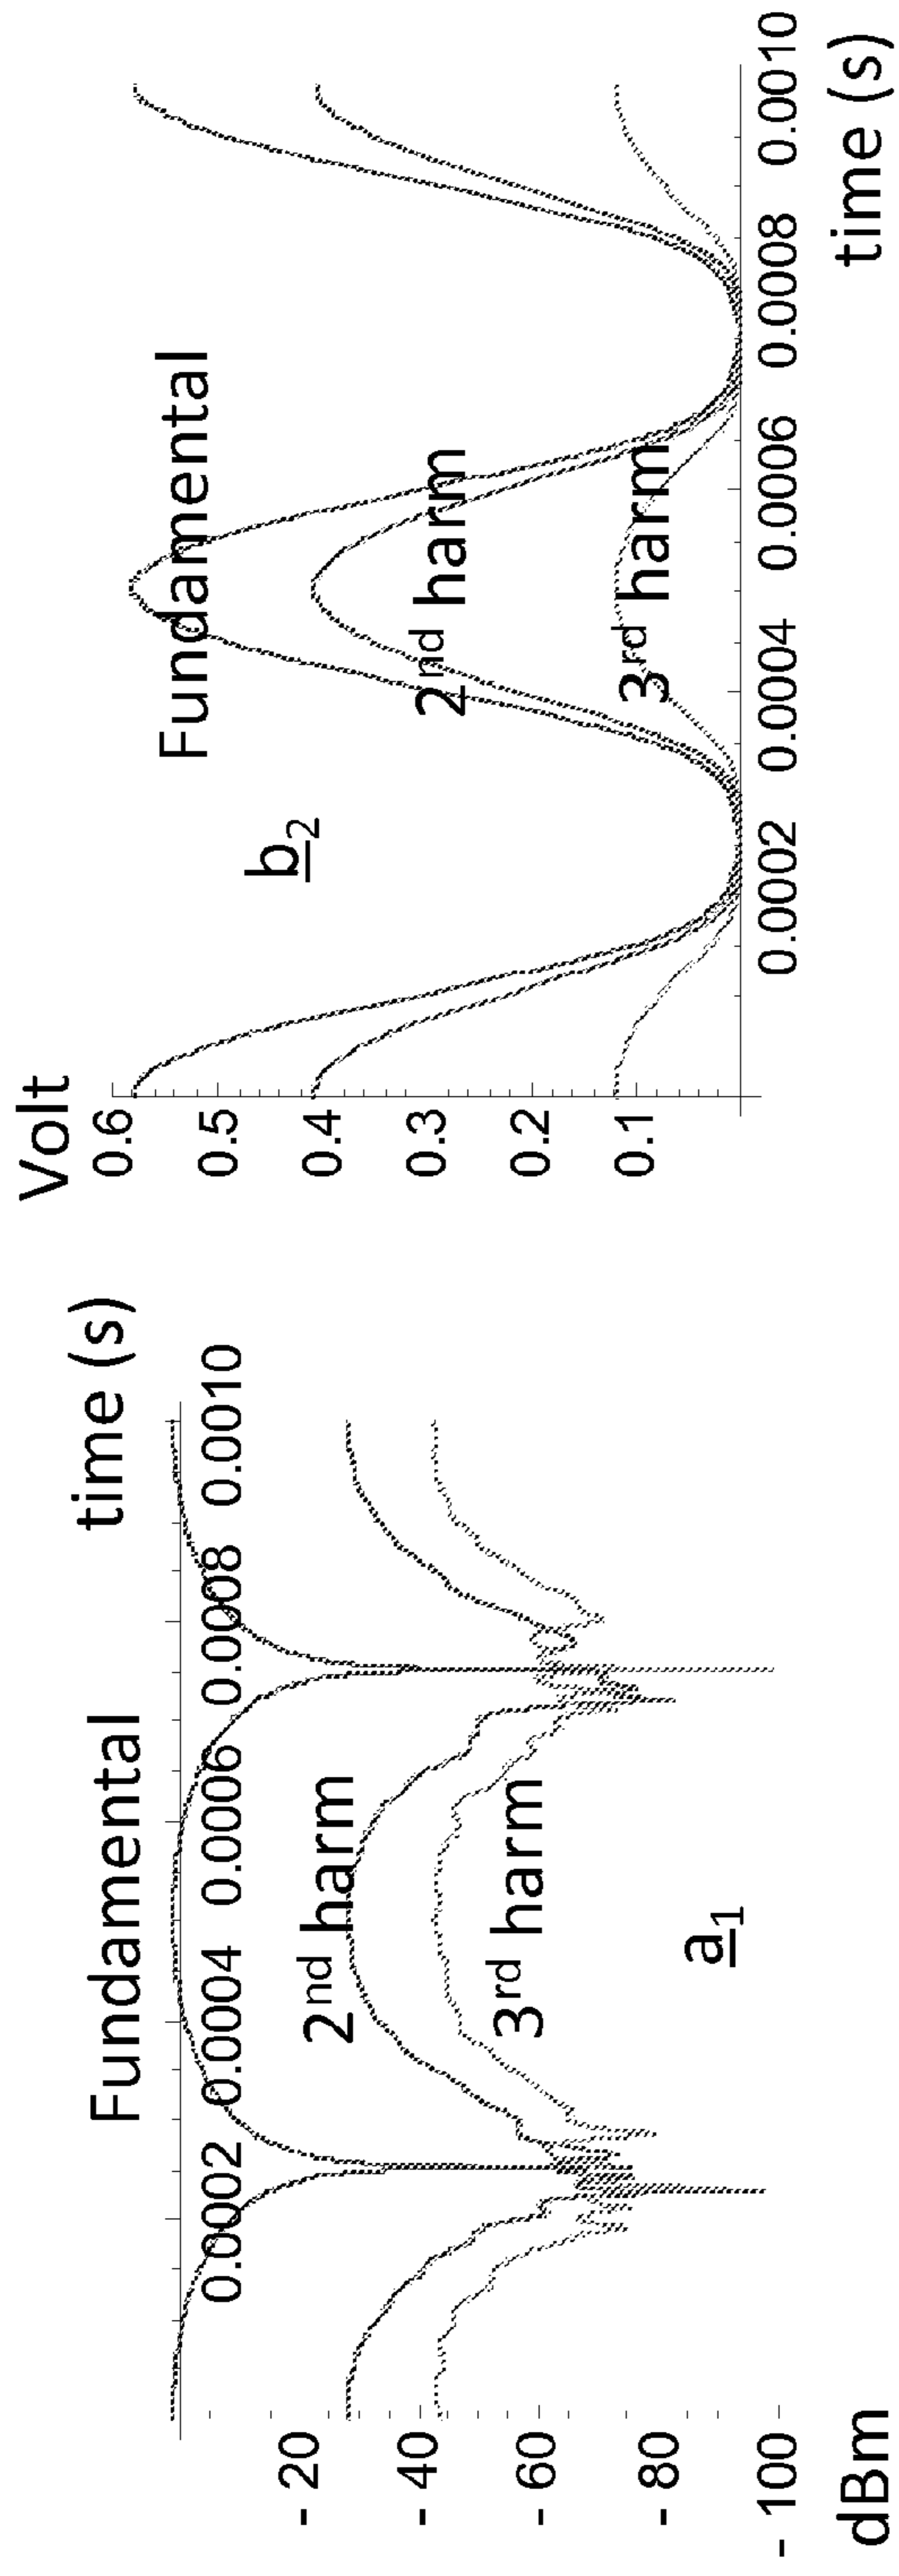 Fundamental
time (s)
0.0002 0.0004 0.0006 0.0008 0.0010
- 20
2nd harm
- 40
3rd harm
- 60
- 80
a1
- 100
dBm
Volt
0.6
Fundamental
0.5
b2
0.4
0.3
2nd harm
0.2
0.1
3rd harm
0.0002 0.0004 0.0006 0.0008 0.0010
time (s)